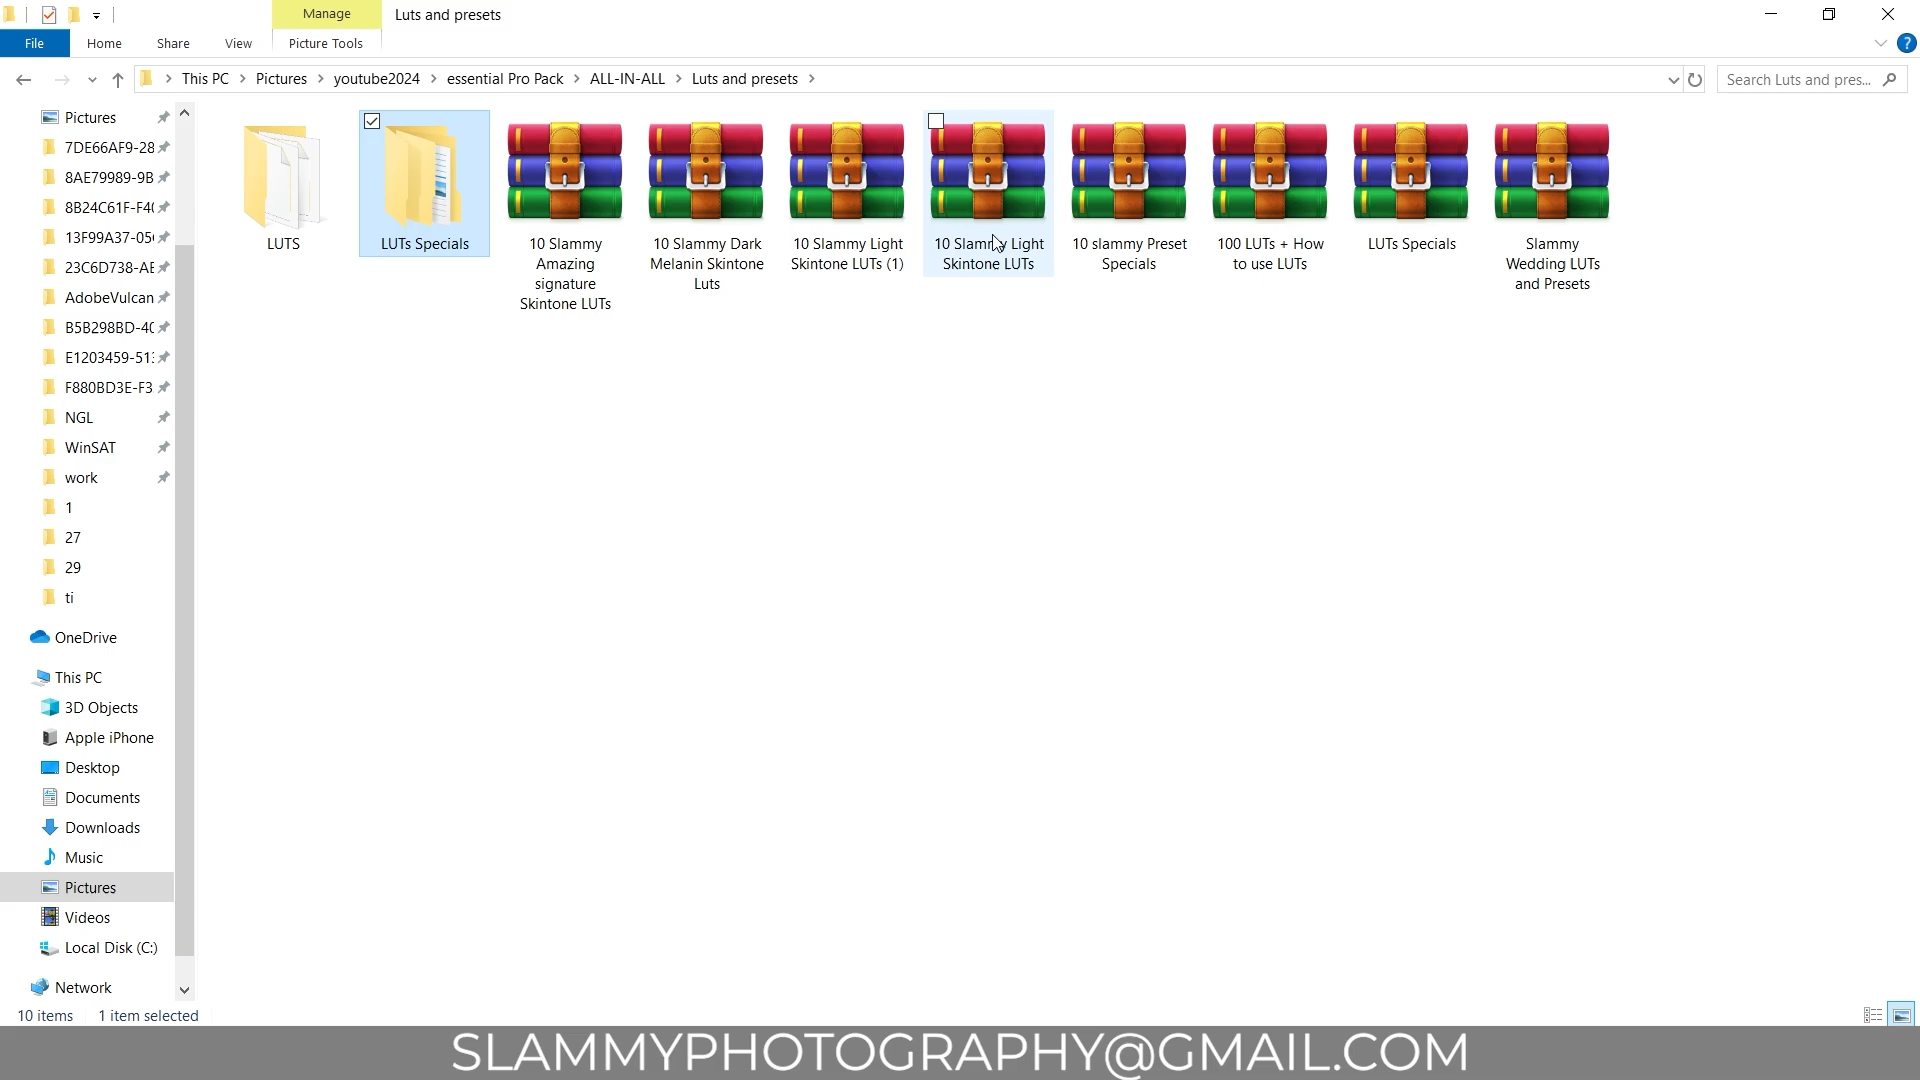 Manage
Luts and presets
File
Home
Share
View
Picture Tools
This PC
Pictures
youtube2024
essential Pro Pack
ALL-IN-ALL
Luts and presets
Search Luts and pres...
Pictures
7DE66AF9-28
8AE79989-9B
8B24C61F-F4(
13F99A37-05(
23C6D738-AE
AdobeVulcan
B5B298BD-4(
E1203459-51:
F880BD3E-F3
NGL
WinSAT
work
1
27
29
ti
OneDrive
This PC
3D Objects
Apple iPhone
Desktop
Documents
Downloads
Music
Pictures
Videos
Local Disk (C:)
Network
LUTS
LUTs Specials
10 Slammy
Amazing
signature
Skintone LUTs
10 Slammy Dark
Melanin Skintone
Luts
10 Slammy Light
Skintone LUTs (1)
10 Slammy Light
Skintone LUTs
10 slammy Preset
Specials
100 LUTs + How
to use LUTs
LUTs Specials
Slammy
Wedding LUTs
and Presets
10 items
1 item selected
SLAMMYPHOTOGRAPHY@GMAIL.COM